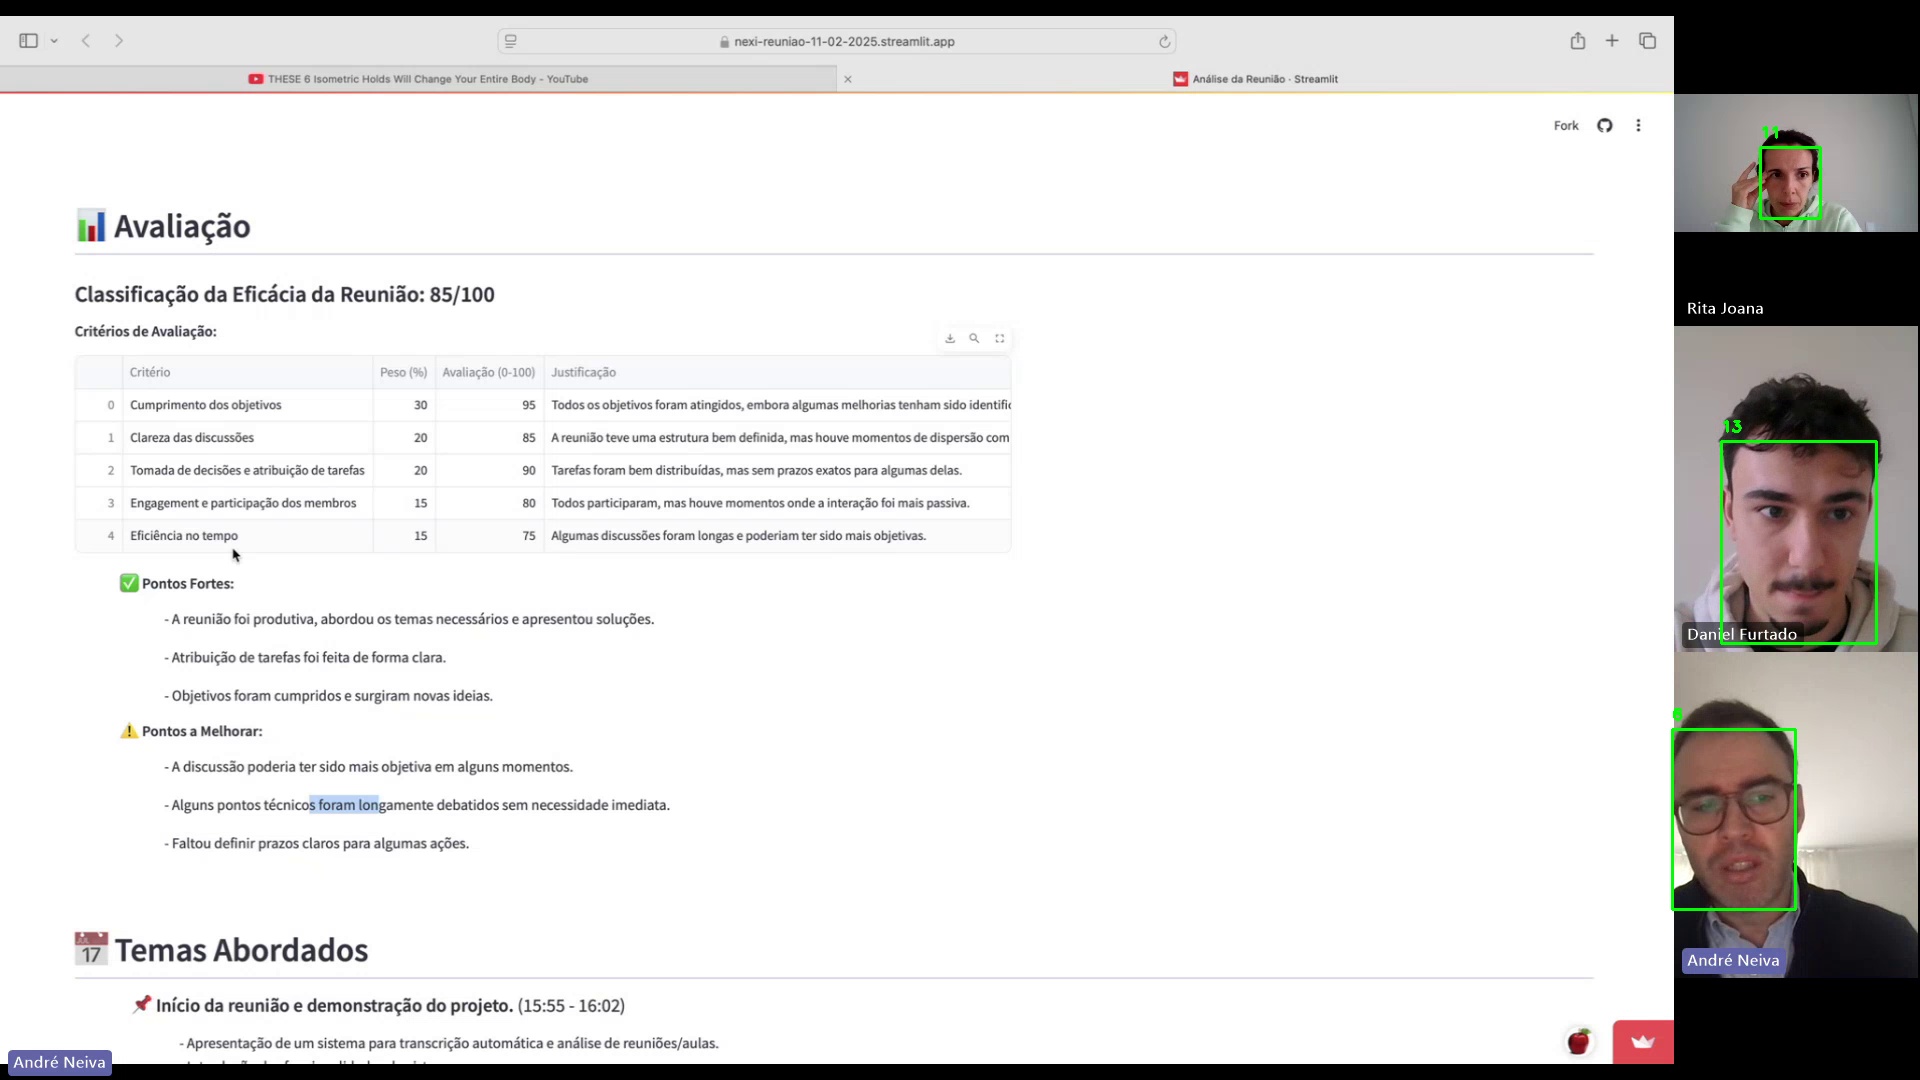 nexi-reuniao-11-02-2025.streamlit.app
THESE 6 Isometric Holds Will Change Your Entire Body - YouTube
Análise da Reunião · Streamlit
Fork
Avaliação
Classificação da Eficácia da Reunião: 85/100
Critérios de Avaliação:
Critério Peso (%) Avaliação (0-100) Justificação
0 Cumprimento dos objetivos 30 95 Todos os objetivos foram atingidos, embora algumas melhorias tenham sido identific
1 Clareza das discussões 20 85 A reunião teve uma estrutura bem definida, mas houve momentos de dispersão com
2 Tomada de decisões e atribuição de tarefas 20 90 Tarefas foram bem distribuídas, mas sem prazos exatos para algumas delas.
3 Engagement e participação dos membros 15 80 Todos participaram, mas houve momentos onde a interação foi mais passiva.
4 Eficiência no tempo 15 75 Algumas discussões foram longas e poderiam ter sido mais objetivas.
Pontos Fortes:
- A reunião foi produtiva, abordou os temas necessários e apresentou soluções.
- Atribuição de tarefas foi feita de forma clara.
- Objetivos foram cumpridos e surgiram novas ideias.
Pontos a Melhorar:
- A discussão poderia ter sido mais objetiva em alguns momentos.
- Alguns pontos técnicos foram longamente debatidos sem necessidade imediata.
- Faltou definir prazos claros para algumas ações.
17 Temas Abordados
Início da reunião e demonstração do projeto. (15:55 - 16:02)
- Apresentação de um sistema para transcrição automática e análise de reuniões/aulas.
André Neiva
11
Rita Joana
13
Daniel Furtado
André Neiva